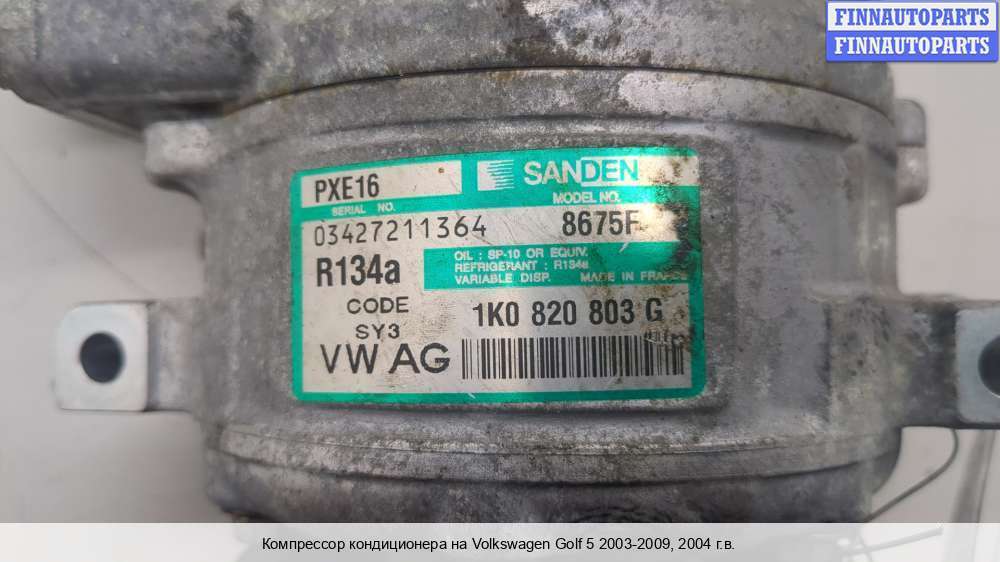 FINNAUTOPARTS
FINNAUTOPARTS
PXE16
SANDEN
SERIAL NO.
MODEL NO.
03427211364
8675F
R134a
OIL : SP-10 OR EQUIV.
REFRIGERANT : R134a
VARIABLE DISP. MADE IN FRANCE
CODE
SY3
1K0 820 803 G
VW AG
Компрессор кондиционера на Volkswagen Golf 5 2003-2009, 2004 г.в.